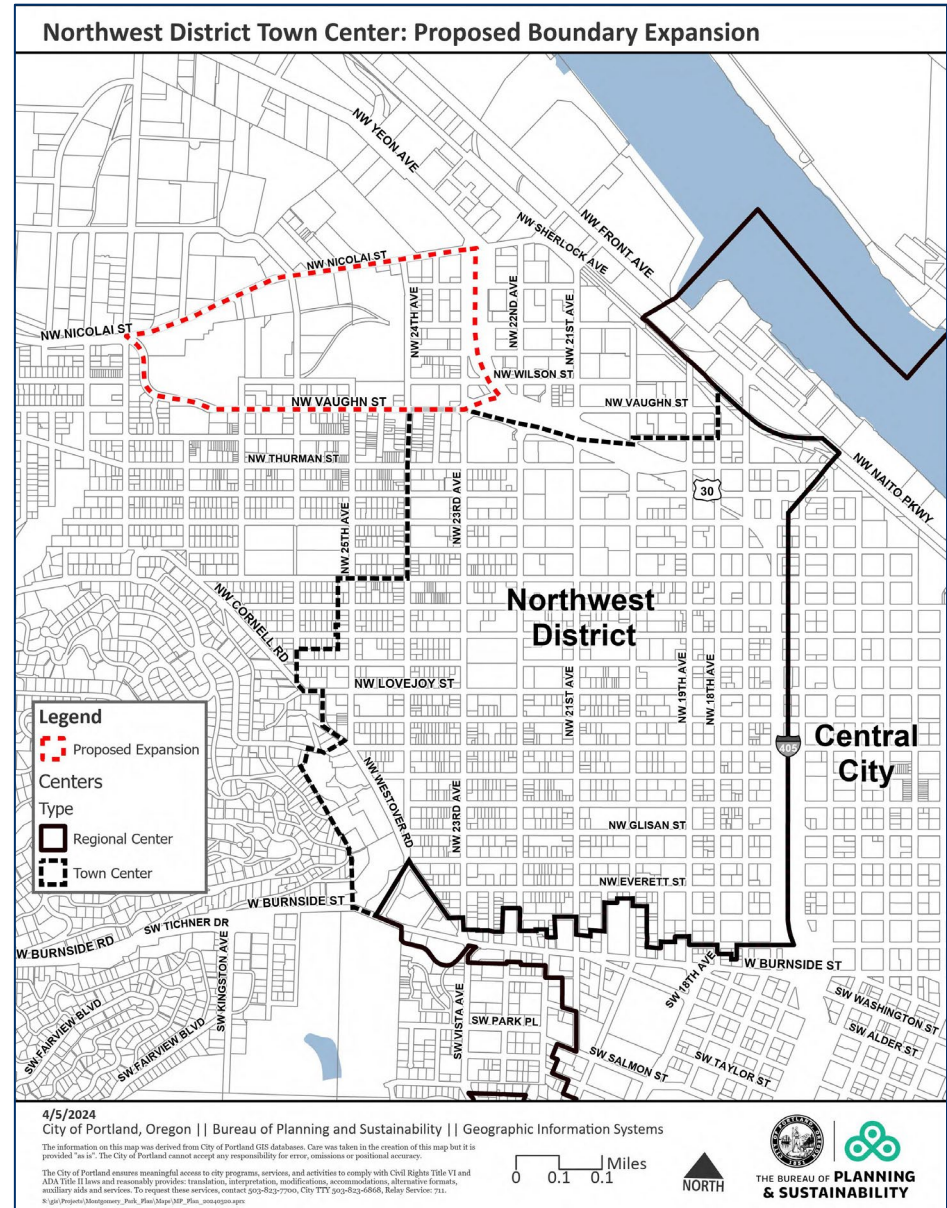 Northwest District Town Center: Proposed Boundary Expansion
NW YEON AVE
NW FRONT AVE
NW SHERLOCK AVE
NW NICOLAI ST
NW NICOLAI ST
NW 24TH AVE
NW 22ND AVE
NW 21ST AVE
NW WILSON ST
NW VAUGHN ST
NW VAUGHN ST
NW THURMAN ST
NW NAITO PKWY
30
NW 23RD AVE
NW 25TH AVE
NW CORNELL RD
Northwest
District
NW LOVEJOY ST
NW 21ST AVE
NW 19TH AVE
NW 18TH AVE
Legend
Proposed Expansion
Centers
Type
Regional Center
Town Center
405
Central
City
NW WESTOVER RD
NW 23RD AVE
NW GLISAN ST
NW EVERETT ST
W BURNSIDE ST
SW TICHNER DR
W BURNSIDE RD
SW KINGSTON AVE
W BURNSIDE ST
SW 18TH AVE
SW WASHINGTON ST
SW ALDER ST
SW VISTA AVE
SW PARK PL
SW SALMON ST
SW TAYLOR ST
SW FAIRVIEW BLVD
SW FAIRVIEW BLVD
4/5/2024
City of Portland, Oregon || Bureau of Planning and Sustainability || Geographic Information Systems
The information on this map was derived from City of Portland GIS databases. Care was taken in the creation of this map but it is
provided "as is". The City of Portland cannot accept any responsibility for error, omissions or positional accuracy.
The City of Portland ensures meaningful access to city programs, services, and activities to comply with Civil Rights Title VI and
ADA Title II laws and reasonably provides: translation, interpretation, modifications, accommodations, alternative formats,
auxiliary aids and services. To request these services, contact 503-823-7700, City TTY 503-823-6868, Relay Service: 711.
S:\gis\Projects\Montgomery_Park_Plan\Maps\MP_Plan_20240320.aprx
Miles
0 0.1 0.1
NORTH
THE BUREAU OF PLANNING
& SUSTAINABILITY